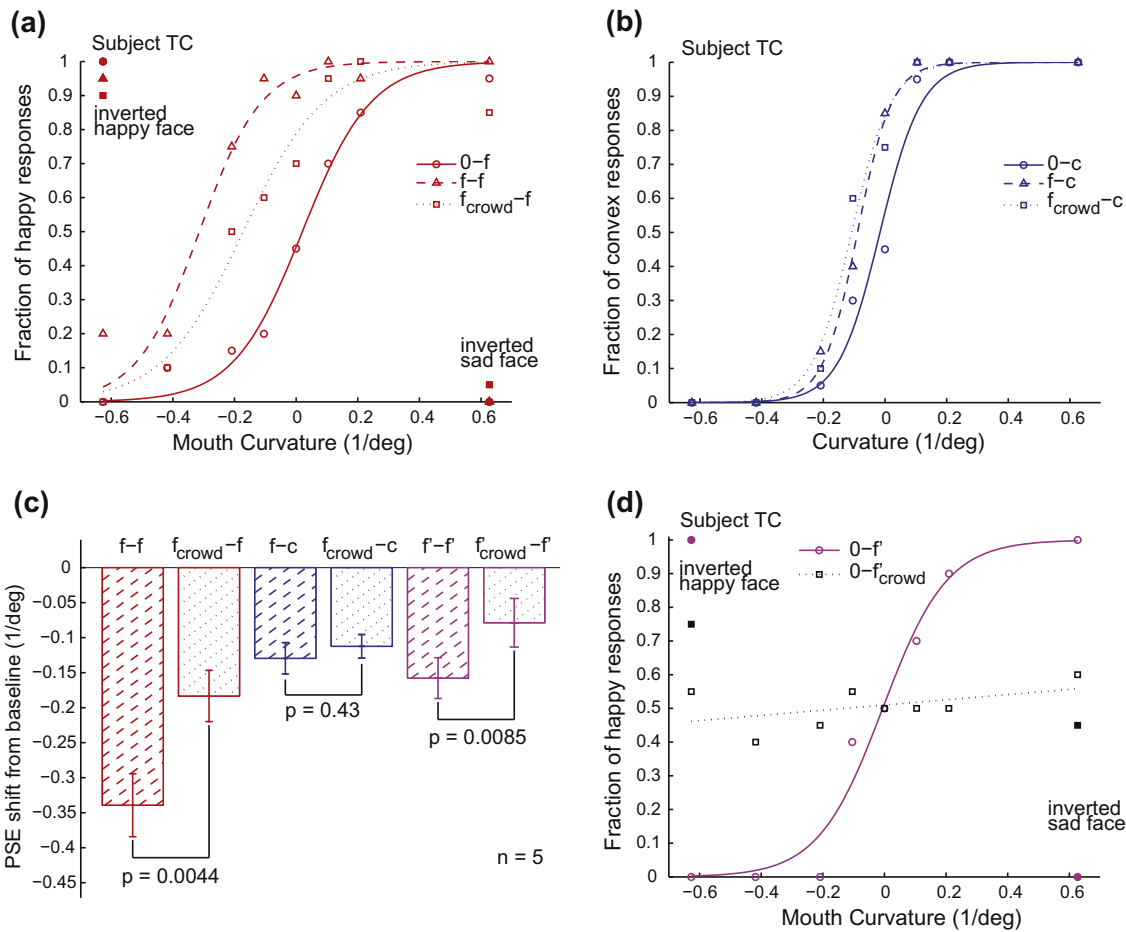 (a)
Subject TC
inverted
happy face
0−f
f−f
f_crowd−f
inverted
sad face
Fraction of happy responses
1
0.9
0.8
0.7
0.6
0.5
0.4
0.3
0.2
0.1
0
−0.6 −0.4 −0.2 0 0.2 0.4 0.6
Mouth Curvature (1/deg)
(b)
Subject TC
0−c
f−c
f_crowd−c
Fraction of convex responses
1
0.9
0.8
0.7
0.6
0.5
0.4
0.3
0.2
0.1
0
−0.6 −0.4 −0.2 0 0.2 0.4 0.6
Curvature (1/deg)
(c)
f−f f_crowd−f f−c f_crowd−c f'−f' f'_crowd−f'
PSE shift from baseline (1/deg)
0
−0.05
−0.1
−0.15
−0.2
−0.25
−0.3
−0.35
−0.4
−0.45
p = 0.0044
p = 0.43
p = 0.0085
n = 5
(d)
Subject TC
inverted
happy face
0−f'
0−f'_crowd
inverted
sad face
Fraction of happy responses
1
0.9
0.8
0.7
0.6
0.5
0.4
0.3
0.2
0.1
0
−0.6 −0.4 −0.2 0 0.2 0.4 0.6
Mouth Curvature (1/deg)